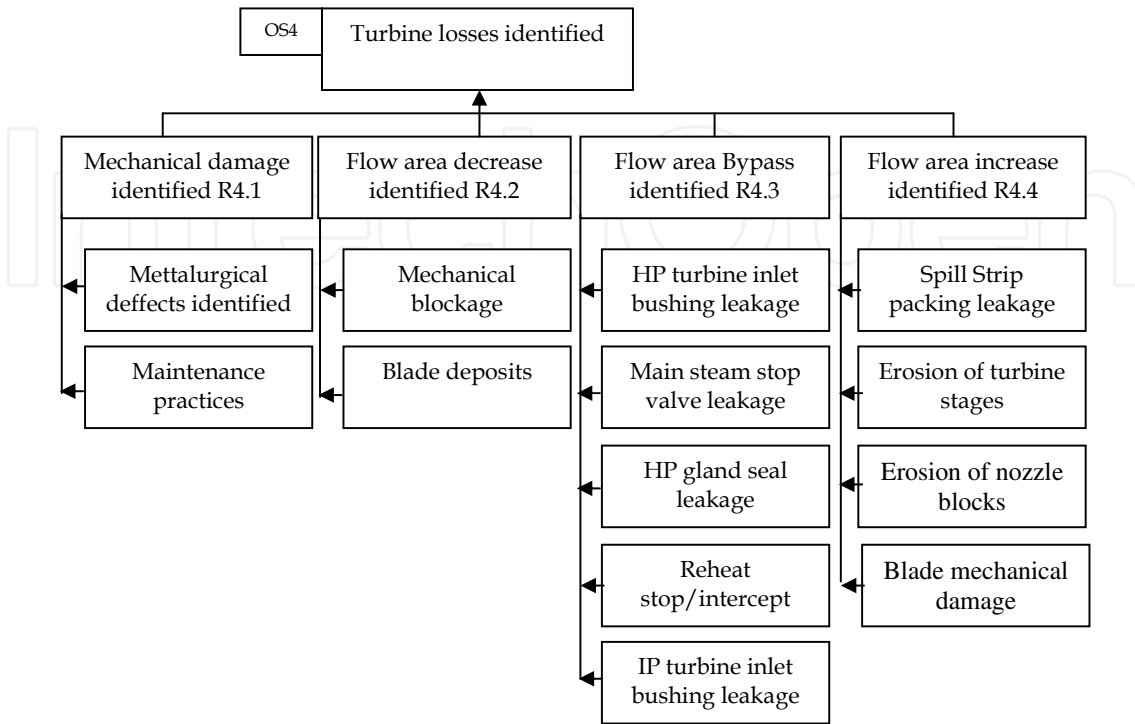 OS4
Turbine losses identified
Mechanical damage
identified R4.1
Flow area decrease
identified R4.2
Flow area Bypass
identified R4.3
Flow area increase
identified R4.4
Mettalurgical
deffects identified
Maintenance
practices
Mechanical
blockage
Blade deposits
HP turbine inlet
bushing leakage
Main steam stop
valve leakage
HP gland seal
leakage
Reheat
stop/intercept
IP turbine inlet
bushing leakage
Spill Strip
packing leakage
Erosion of turbine
stages
Erosion of nozzle
blocks
Blade mechanical
damage
IntechOpen